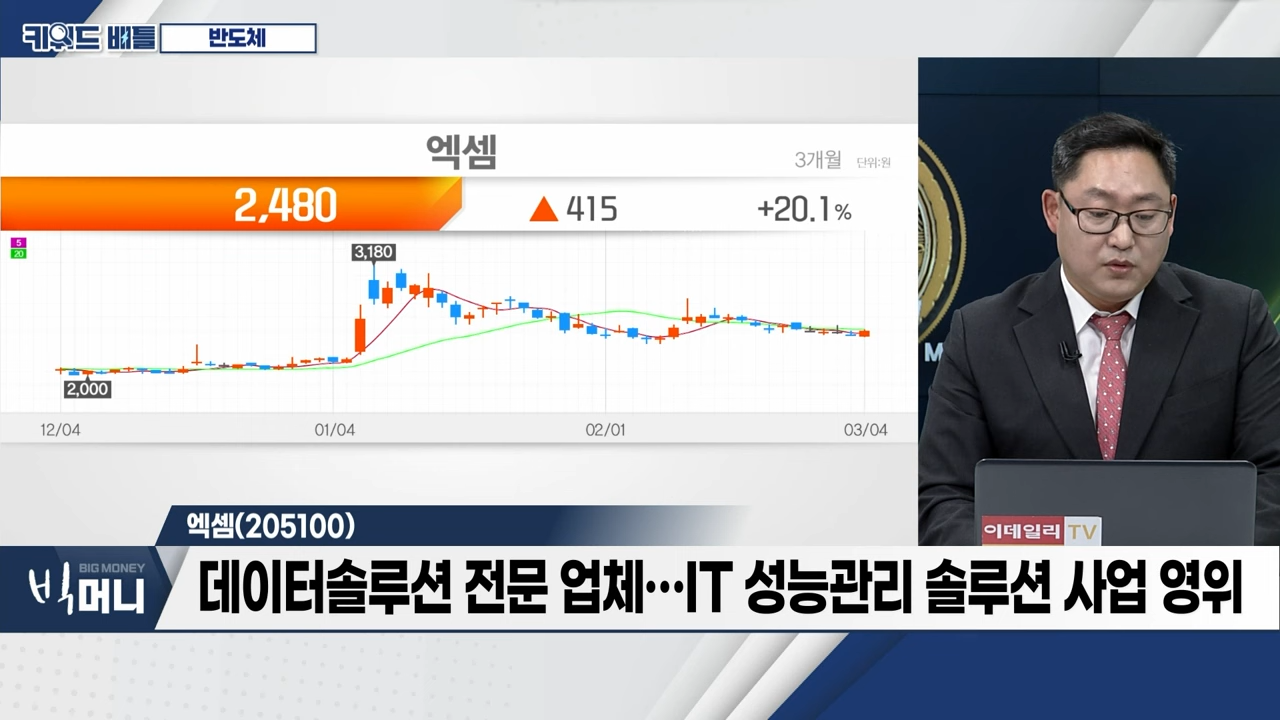 키워드 배틀
반도체
엑셈
3개월 단위:원
2,480 ▲ 415 +20.1%
5
20
3,180
2,000
12/04 01/04 02/01 03/04
M
이데일리TV
엑셈(205100)
빅머니 BIG MONEY
데이터솔루션 전문 업체…IT 성능관리 솔루션 사업 영위